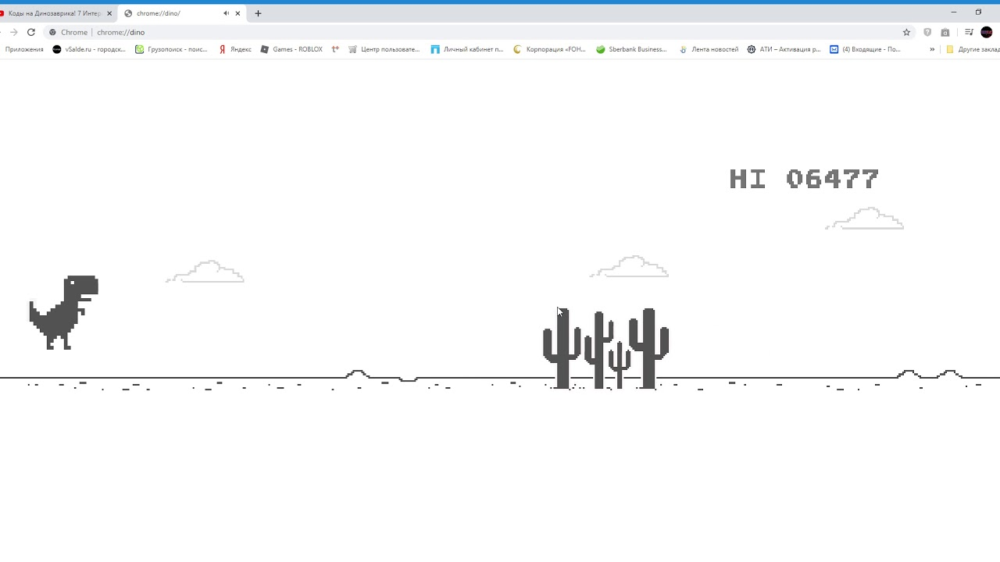 Коды на Динозаврика! 7 Интер
chrome://dino/
Chrome | chrome://dino
Приложения vSalde.ru - городск... Грузопоиск - поис... Яндекс Games - ROBLOX Центр пользовате... Личный кабинет п... Корпорация «FOH... Sberbank Business... Лента новостей АТИ – Активация р... (4) Входящие - По... » Другие заклад
HI 06477